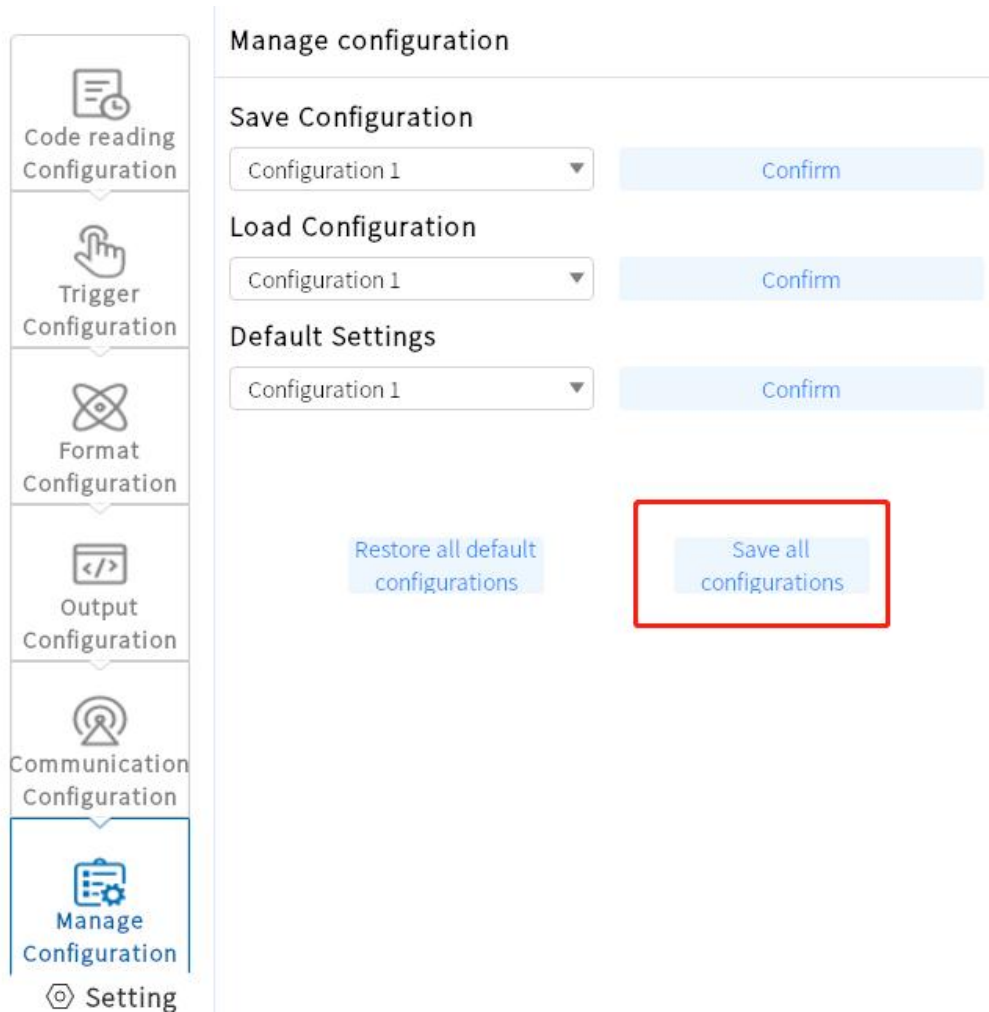 Code reading
Configuration
Trigger
Configuration
Format
Configuration
</>
Output
Configuration
Communication
Configuration
Manage
Configuration
Setting
Manage configuration
Save Configuration
Configuration 1
Confirm
Load Configuration
Configuration 1
Confirm
Default Settings
Configuration 1
Confirm
Restore all default
configurations
Save all
configurations